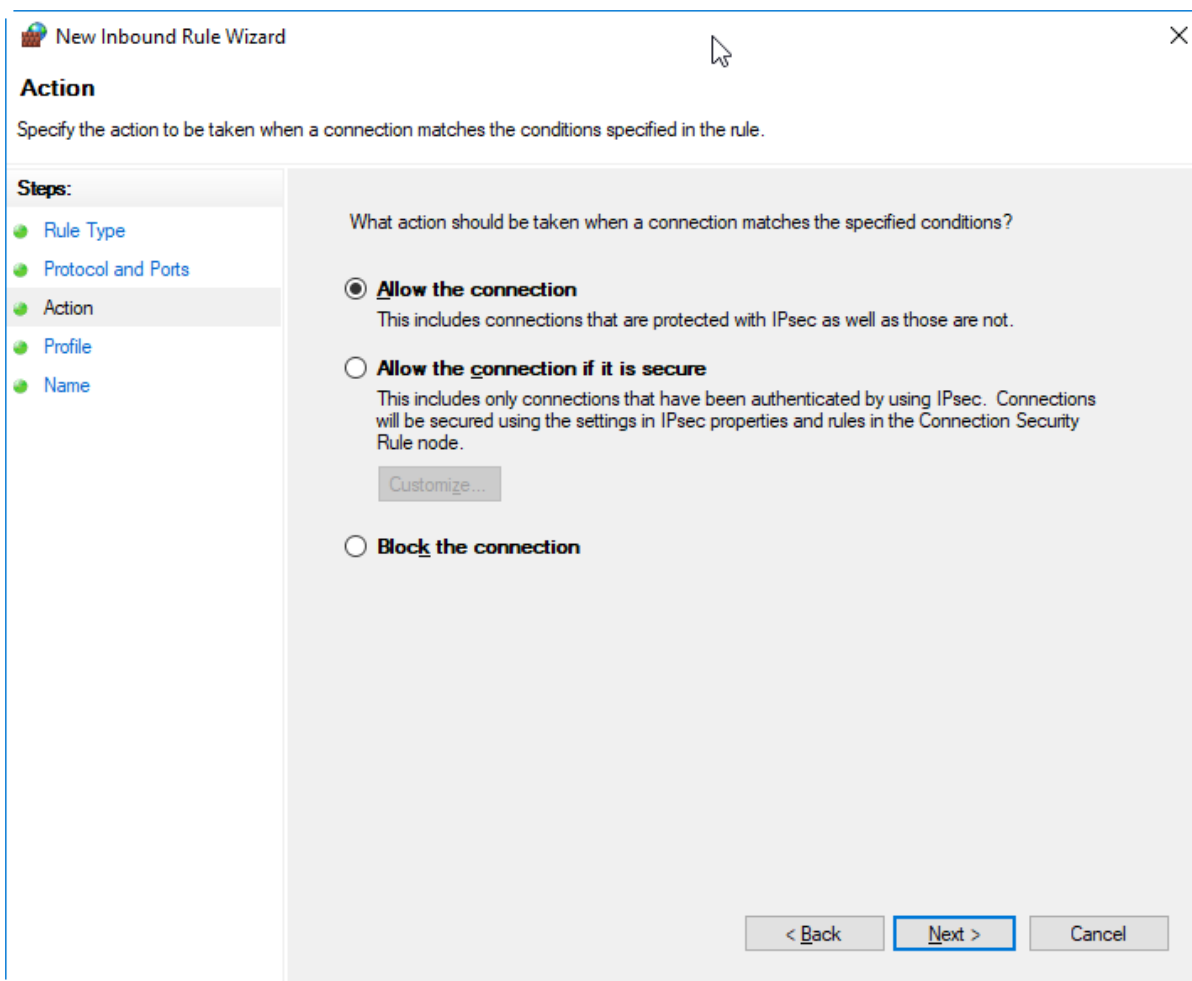 New Inbound Rule Wizard
Action
Specify the action to be taken when a connection matches the conditions specified in the rule.
Steps:
Rule Type
Protocol and Ports
Action
Profile
Name
What action should be taken when a connection matches the specified conditions?
Allow the connection
This includes connections that are protected with IPsec as well as those are not.
Allow the connection if it is secure
This includes only connections that have been authenticated by using IPsec. Connections
will be secured using the settings in IPsec properties and rules in the Connection Security
Rule node.
Customize...
Block the connection
< Back
Next >
Cancel